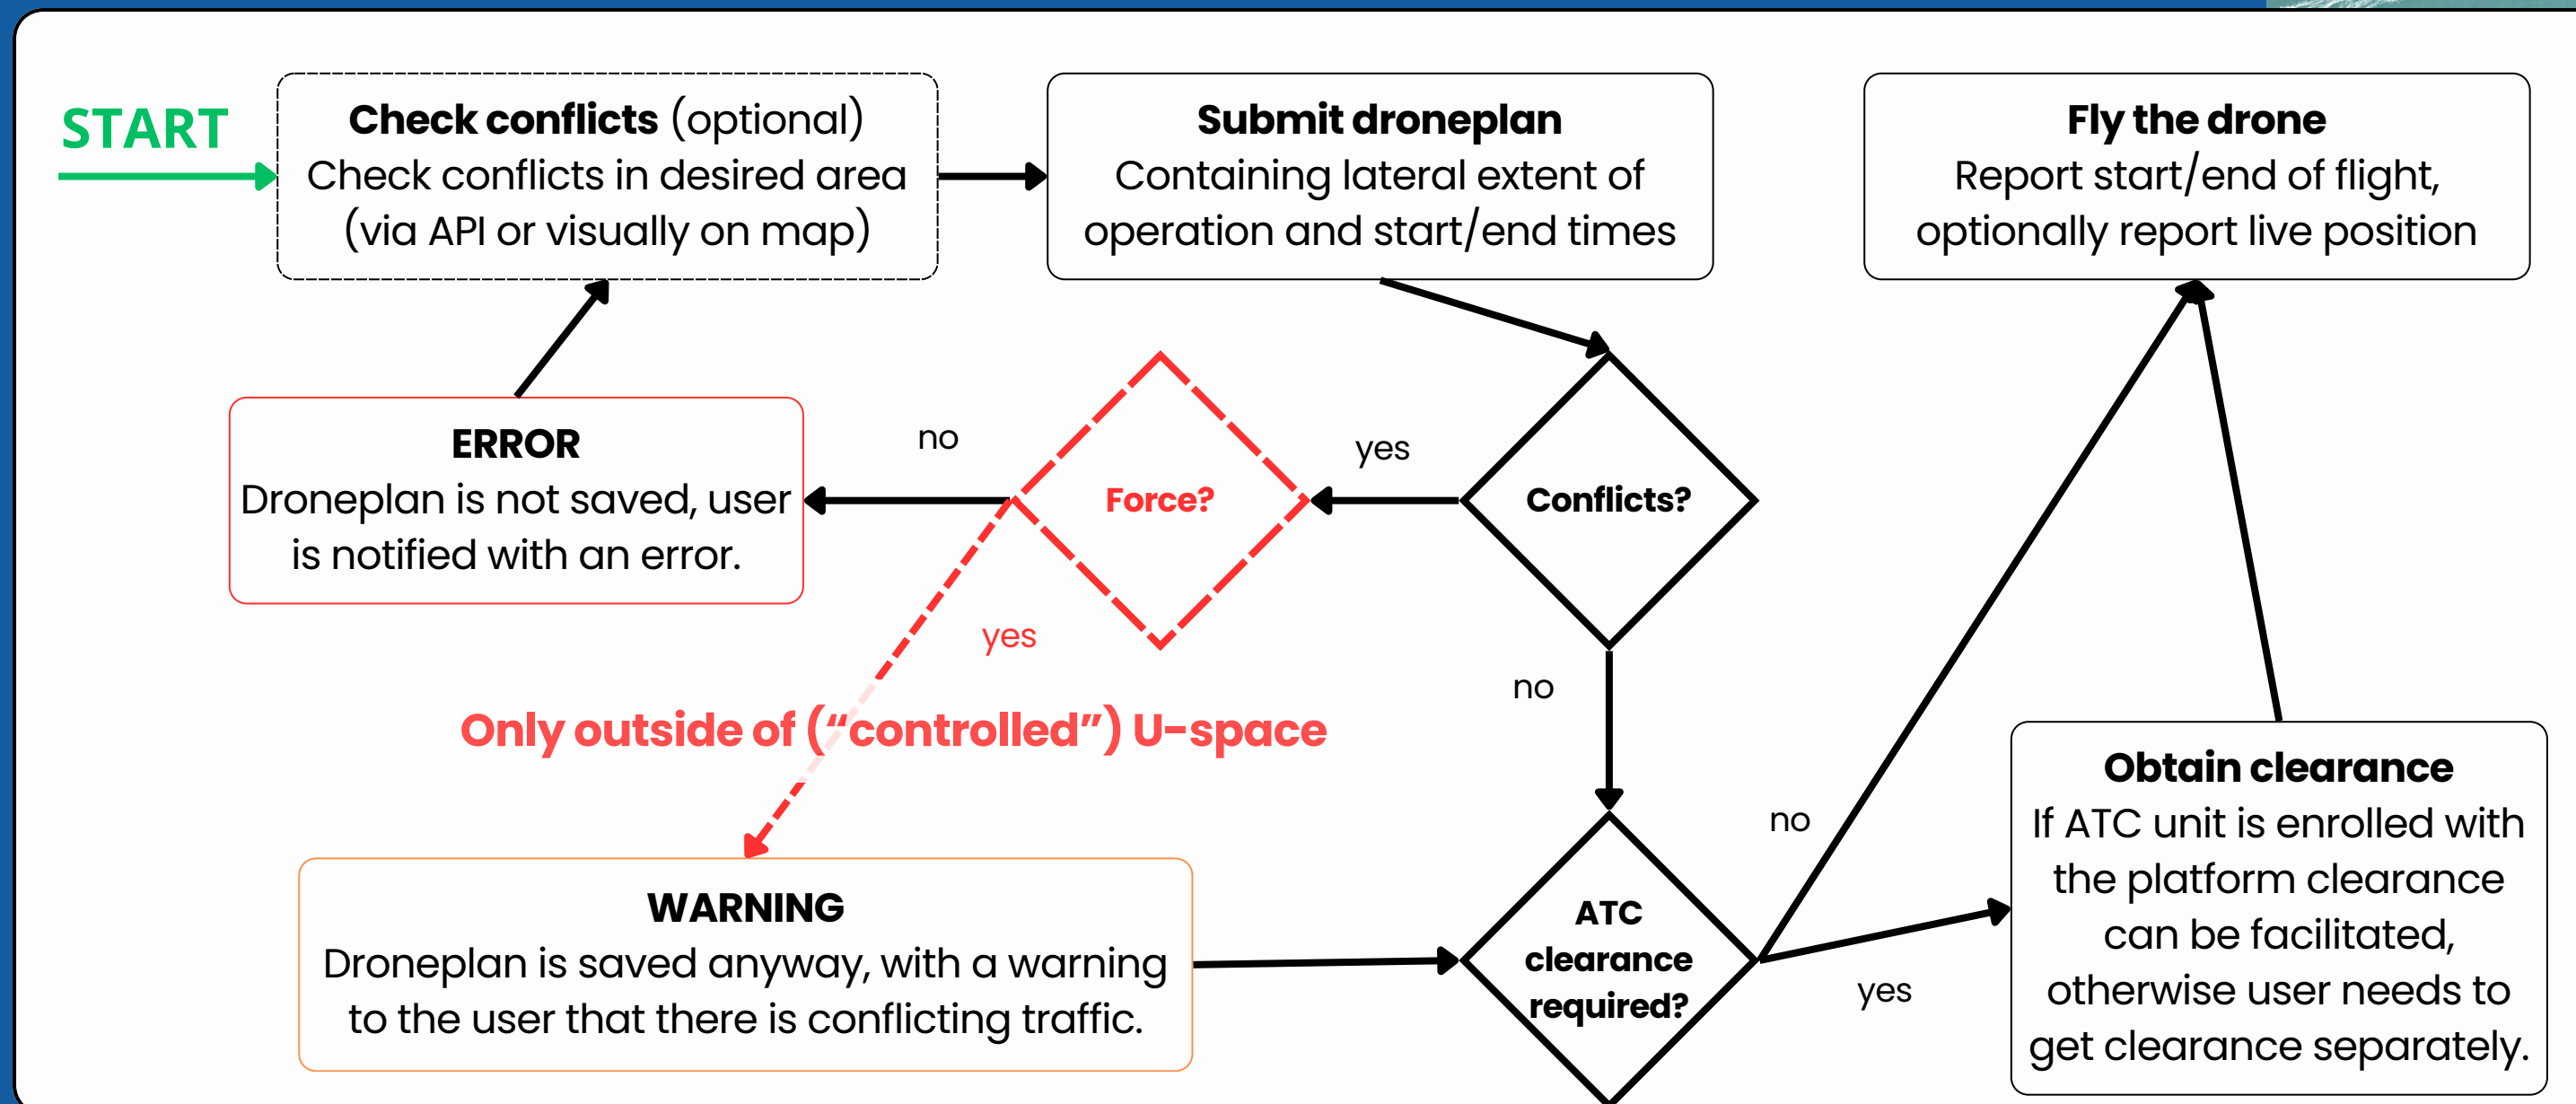 START
Check conflicts (optional)
Check conflicts in desired area
(via API or visually on map)
Submit droneplan
Containing lateral extent of
operation and start/end times
Fly the drone
Report start/end of flight,
optionally report live position
ERROR
Droneplan is not saved, user
is notified with an error.
no
Force?
yes
Conflicts?
yes
Only outside of (“controlled”) U-space
no
WARNING
Droneplan is saved anyway, with a warning
to the user that there is conflicting traffic.
ATC
clearance
required?
no
yes
Obtain clearance
If ATC unit is enrolled with
the platform clearance
can be facilitated,
otherwise user needs to
get clearance separately.